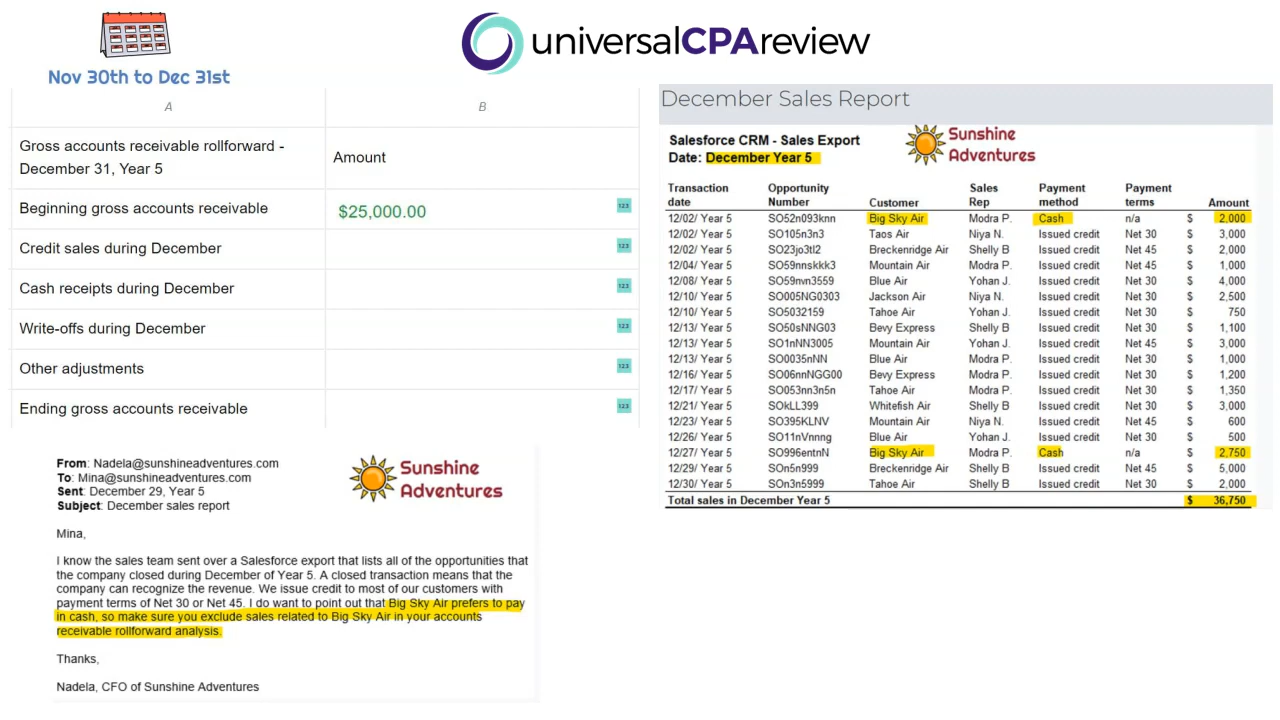 universalCPAreview
Nov 30th to Dec 31st
A B
Gross accounts receivable rollforward -
December 31, Year 5
Amount
Beginning gross accounts receivable $25,000.00 123
Credit sales during December 123
Cash receipts during December 123
Write-offs during December 123
Other adjustments 123
Ending gross accounts receivable 123
From: Nadela@sunshineadventures.com
To: Mina@sunshineadventures.com
Sent: December 29, Year 5
Subject: December sales report
Sunshine
Adventures
Mina,
I know the sales team sent over a Salesforce export that lists all of the opportunities that
the company closed during December of Year 5. A closed transaction means that the
company can recognize the revenue. We issue credit to most of our customers with
payment terms of Net 30 or Net 45. I do want to point out that Big Sky Air prefers to pay
in cash, so make sure you exclude sales related to Big Sky Air in your accounts
receivable rollforward analysis.
Thanks,
Nadela, CFO of Sunshine Adventures
December Sales Report
Salesforce CRM - Sales Export
Date: December Year 5
Sunshine
Adventures
Transaction Opportunity Sales Payment Payment
date Number Customer Rep method terms Amount
12/02/ Year 5 SO52n093knn Big Sky Air Modra P. Cash n/a $ 2,000
12/02/ Year 5 SO105n3n3 Taos Air Niya N. Issued credit Net 30 $ 3,000
12/02/ Year 5 SO23jo3tl2 Breckenridge Air Shelly B Issued credit Net 45 $ 2,000
12/04/ Year 5 SO59nnskkk3 Mountain Air Modra P. Issued credit Net 45 $ 1,000
12/08/ Year 5 SO59nvn3559 Blue Air Yohan J. Issued credit Net 30 $ 4,000
12/10/ Year 5 SO005NG0303 Jackson Air Niya N. Issued credit Net 30 $ 2,500
12/10/ Year 5 SO5032159 Tahoe Air Yohan J. Issued credit Net 30 $ 750
12/13/ Year 5 SO50sNNG03 Bevy Express Shelly B Issued credit Net 30 $ 1,100
12/13/ Year 5 SO1nNN3005 Mountain Air Yohan J. Issued credit Net 45 $ 3,000
12/13/ Year 5 SO0035nNN Blue Air Modra P. Issued credit Net 30 $ 1,000
12/16/ Year 5 SO06nnNGG00 Bevy Express Modra P. Issued credit Net 30 $ 1,200
12/17/ Year 5 SO053nn3n5n Tahoe Air Modra P. Issued credit Net 30 $ 1,350
12/21/ Year 5 SOkLL399 Whitefish Air Shelly B Issued credit Net 30 $ 3,000
12/23/ Year 5 SO395KLNV Mountain Air Niya N. Issued credit Net 45 $ 600
12/26/ Year 5 SO11nVnnng Blue Air Yohan J. Issued credit Net 30 $ 500
12/27/ Year 5 SO996entnN Big Sky Air Modra P. Cash n/a $ 2,750
12/29/ Year 5 SOn5n999 Breckenridge Air Shelly B Issued credit Net 45 $ 5,000
12/30/ Year 5 SOn3n5999 Tahoe Air Shelly B Issued credit Net 30 $ 2,000
Total sales in December Year 5 $ 36,750